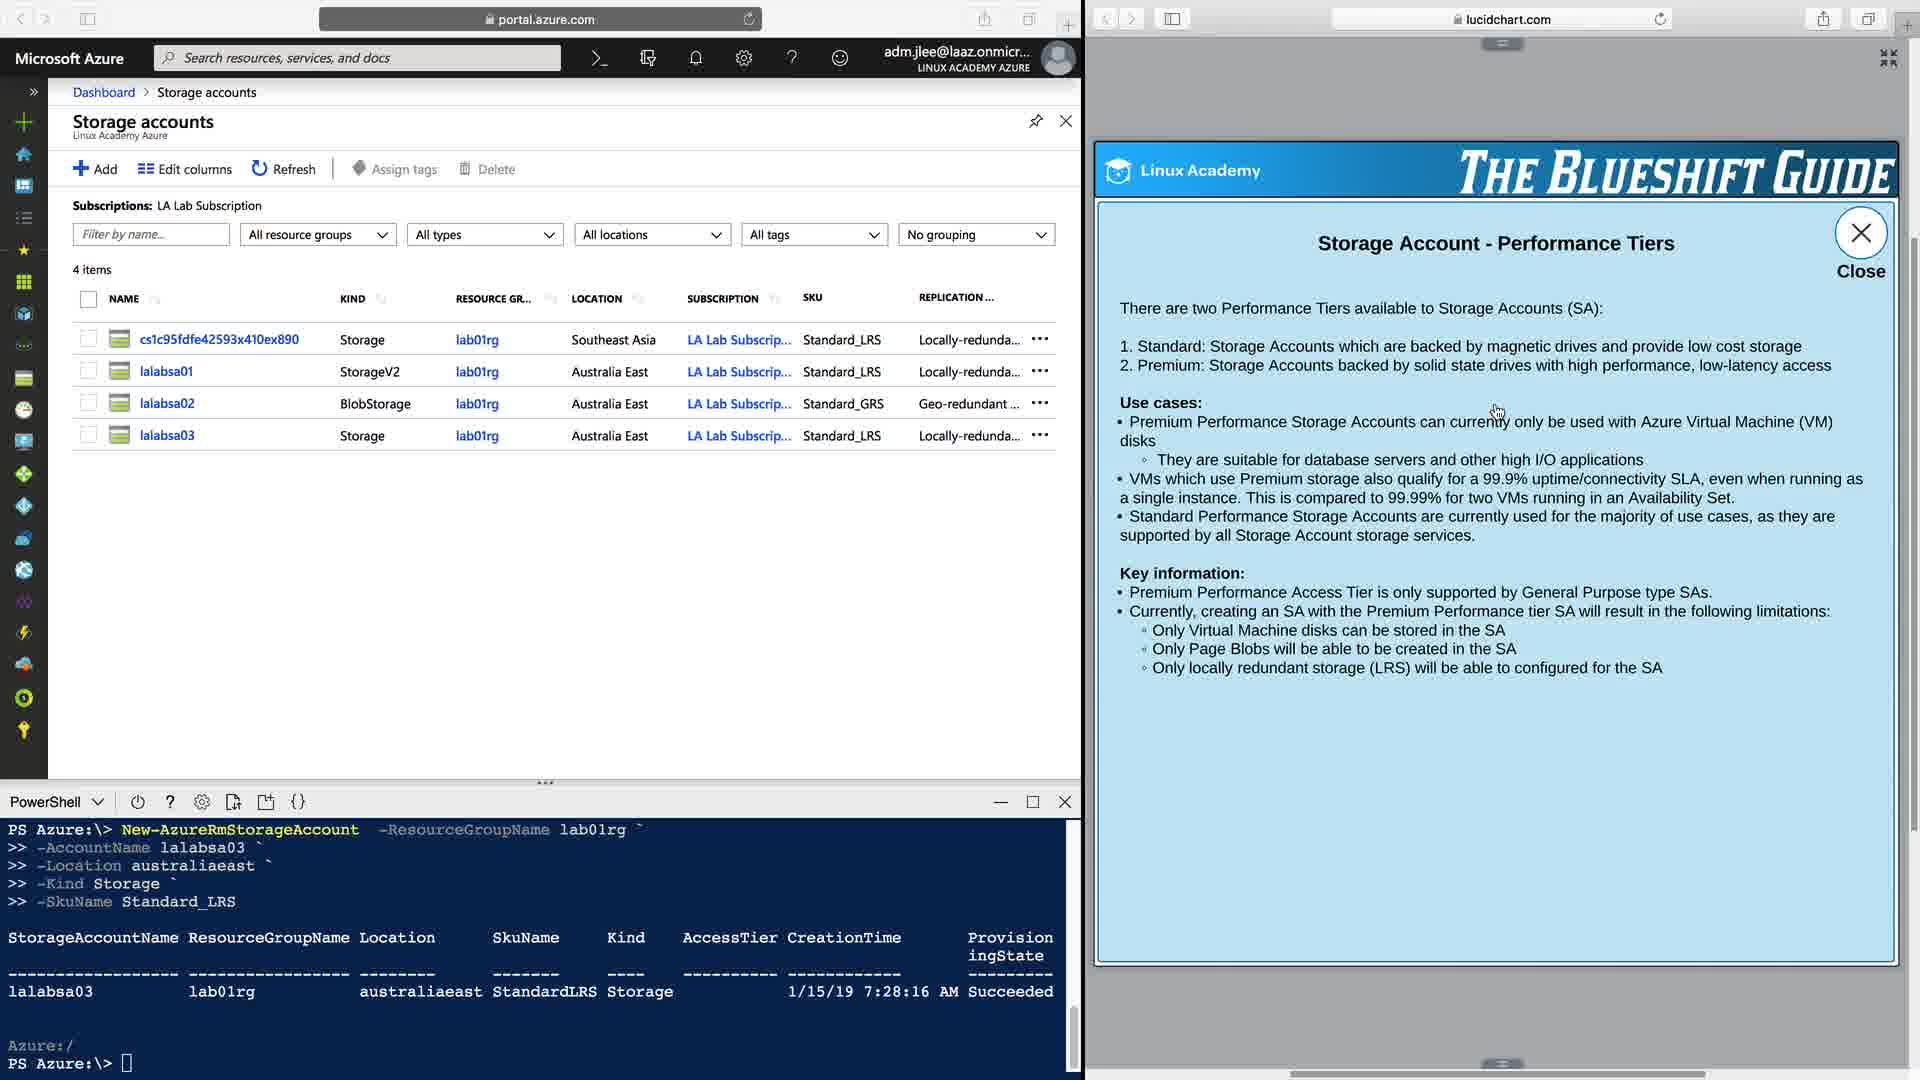 portal.azure.com
Microsoft Azure
Search resources, services, and docs
adm.jlee@laaz.onmicr...
LINUX ACADEMY AZURE
Dashboard > Storage accounts
Storage accounts
Linux Academy Azure
Add Edit columns Refresh Assign tags Delete
Subscriptions: LA Lab Subscription
Filter by name... All resource groups All types All locations All tags No grouping
4 items
NAME KIND RESOURCE GR... LOCATION SUBSCRIPTION SKU REPLICATION ...
cs1c95fdfe42593x410ex890 Storage lab01rg Southeast Asia LA Lab Subscrip... Standard_LRS Locally-redunda... •••
lalabsa01 StorageV2 lab01rg Australia East LA Lab Subscrip... Standard_LRS Locally-redunda... •••
lalabsa02 BlobStorage lab01rg Australia East LA Lab Subscrip... Standard_GRS Geo-redundant ... •••
lalabsa03 Storage lab01rg Australia East LA Lab Subscrip... Standard_LRS Locally-redunda... •••
PowerShell
PS Azure:\> New-AzureRmStorageAccount -ResourceGroupName lab01rg `
>> -AccountName lalabsa03 `
>> -Location australiaeast `
>> -Kind Storage `
>> -SkuName Standard_LRS
StorageAccountName ResourceGroupName Location SkuName Kind AccessTier CreationTime Provision
ingState
------------------ ----------------- -------- ------- ---- ---------- ------------ ---------
lalabsa03 lab01rg australiaeast StandardLRS Storage 1/15/19 7:28:16 AM Succeeded
Azure:/
PS Azure:\>
lucidchart.com
Linux Academy
THE BLUESHIFT GUIDE
Storage Account - Performance Tiers
Close
There are two Performance Tiers available to Storage Accounts (SA):
1. Standard: Storage Accounts which are backed by magnetic drives and provide low cost storage
2. Premium: Storage Accounts backed by solid state drives with high performance, low-latency access
Use cases:
• Premium Performance Storage Accounts can currently only be used with Azure Virtual Machine (VM)
disks
◦ They are suitable for database servers and other high I/O applications
• VMs which use Premium storage also qualify for a 99.9% uptime/connectivity SLA, even when running as
a single instance. This is compared to 99.99% for two VMs running in an Availability Set.
• Standard Performance Storage Accounts are currently used for the majority of use cases, as they are
supported by all Storage Account storage services.
Key information:
• Premium Performance Access Tier is only supported by General Purpose type SAs.
• Currently, creating an SA with the Premium Performance tier SA will result in the following limitations:
◦ Only Virtual Machine disks can be stored in the SA
◦ Only Page Blobs will be able to be created in the SA
◦ Only locally redundant storage (LRS) will be able to configured for the SA